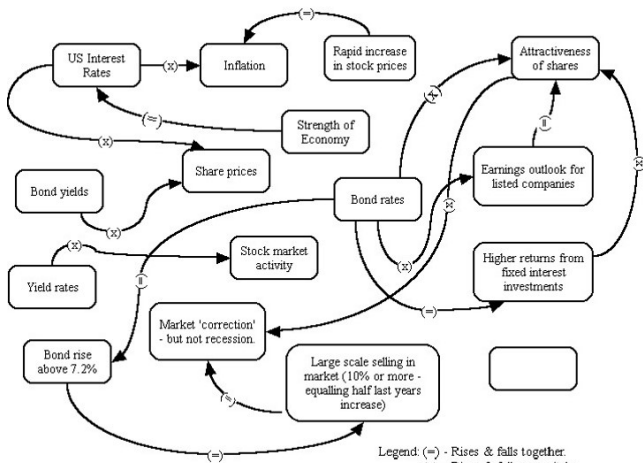 (=)
US Interest
Rates
(x)
Inflation
Rapid increase
in stock prices
Attractiveness
of shares
(x)
(=)
Strength of
Economy
(x)
Share prices
(=)
Earnings outlook for
listed companies
Bond yields
(x)
Bond rates
(x)
(x)
(x)
(x)
Stock market
activity
Yield rates
(=)
Higher returns from
fixed interest
investments
(=)
Market 'correction'
- but not recession.
Bond rise
above 7.2%
(=)
Large scale selling in
market (10% or more -
equalling half last years
increase)
(=)
Legend: (=) - Rises & falls together.